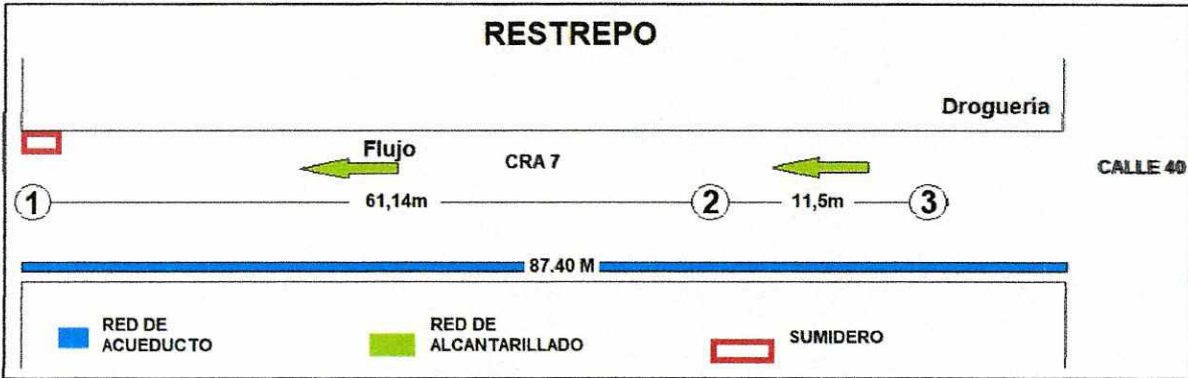 RESTREPO
Droguería
Flujo
CRA 7
CALLE 40
1
61,14m
2
11,5m
3
87.40 M
RED DE
ACUEDUCTO
RED DE
ALCANTARILLADO
SUMIDERO